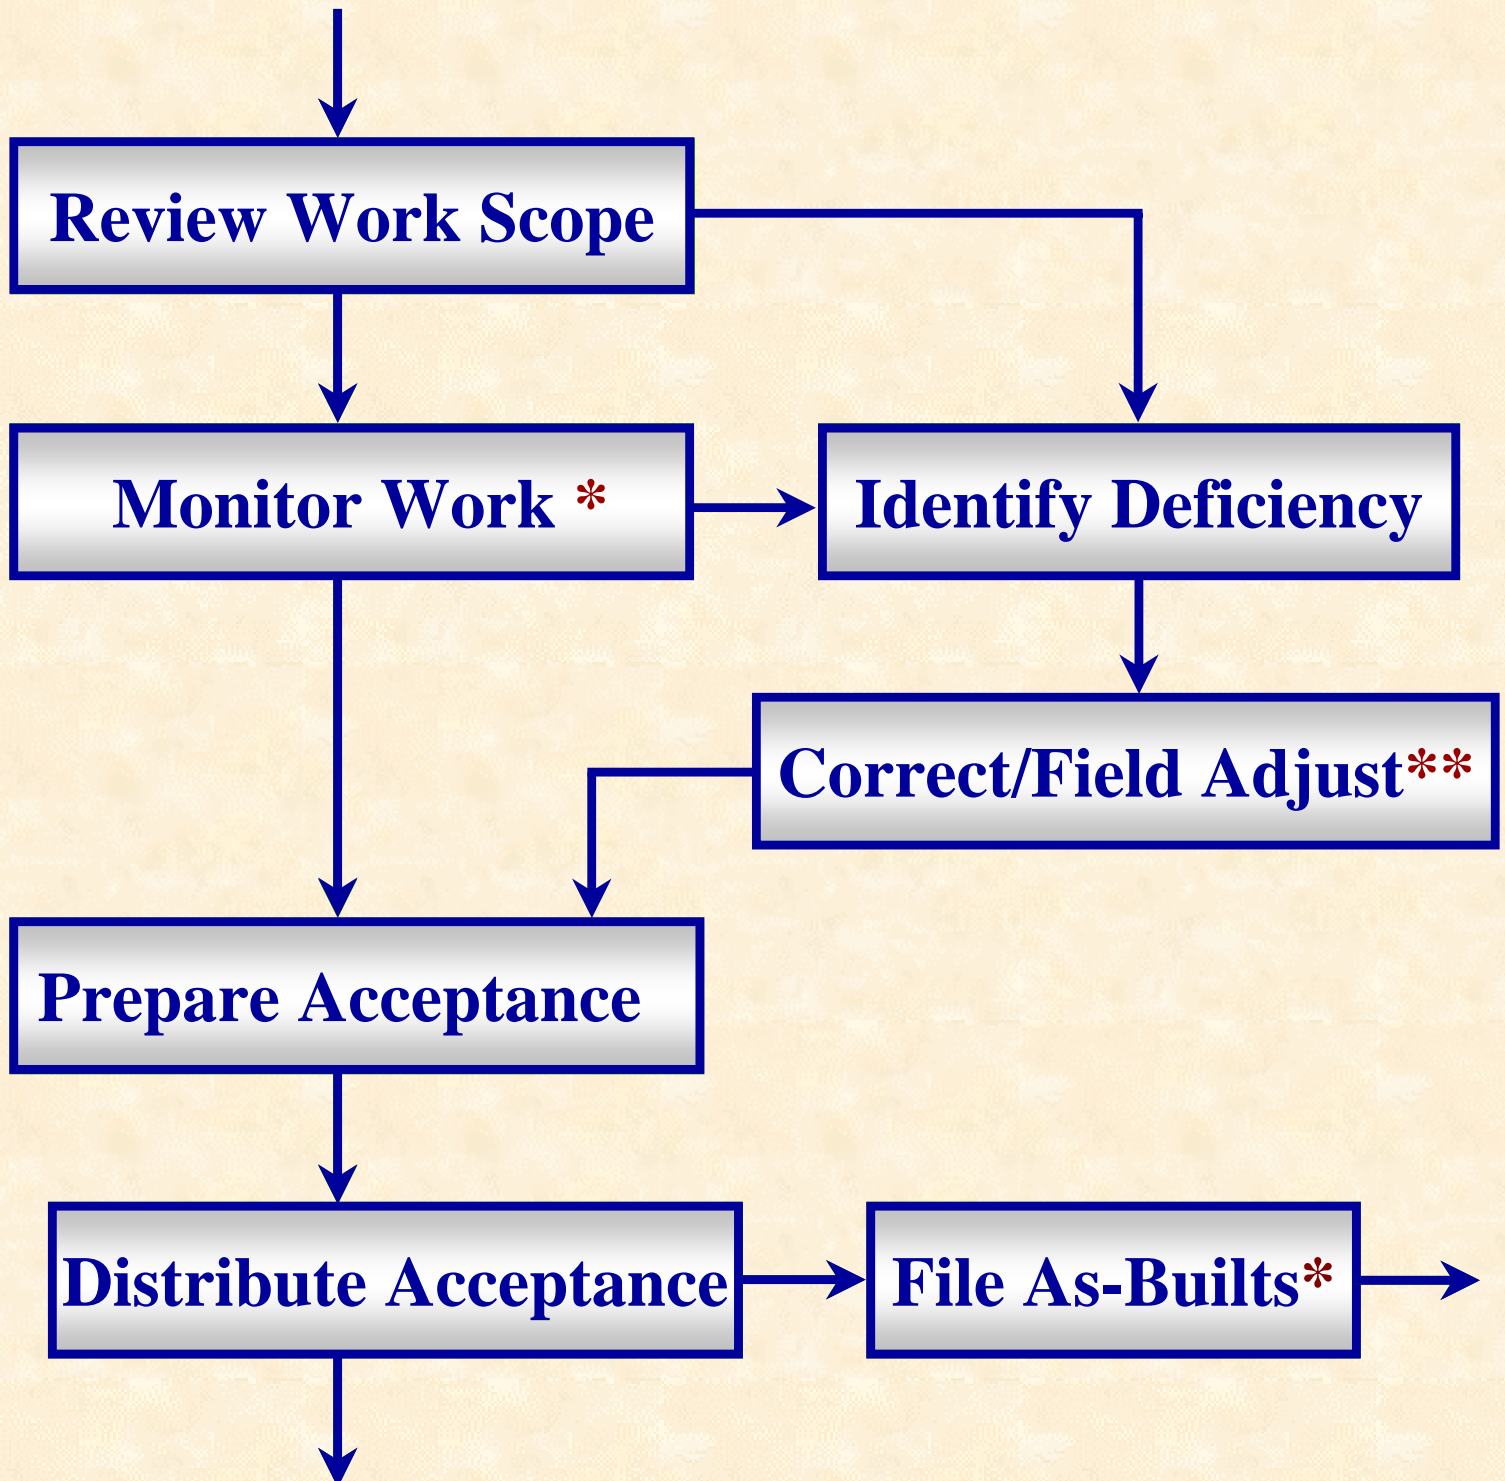 Review Work Scope
Monitor Work *
Identify Deficiency
Correct/Field Adjust**
Prepare Acceptance
Distribute Acceptance
File As-Builts*